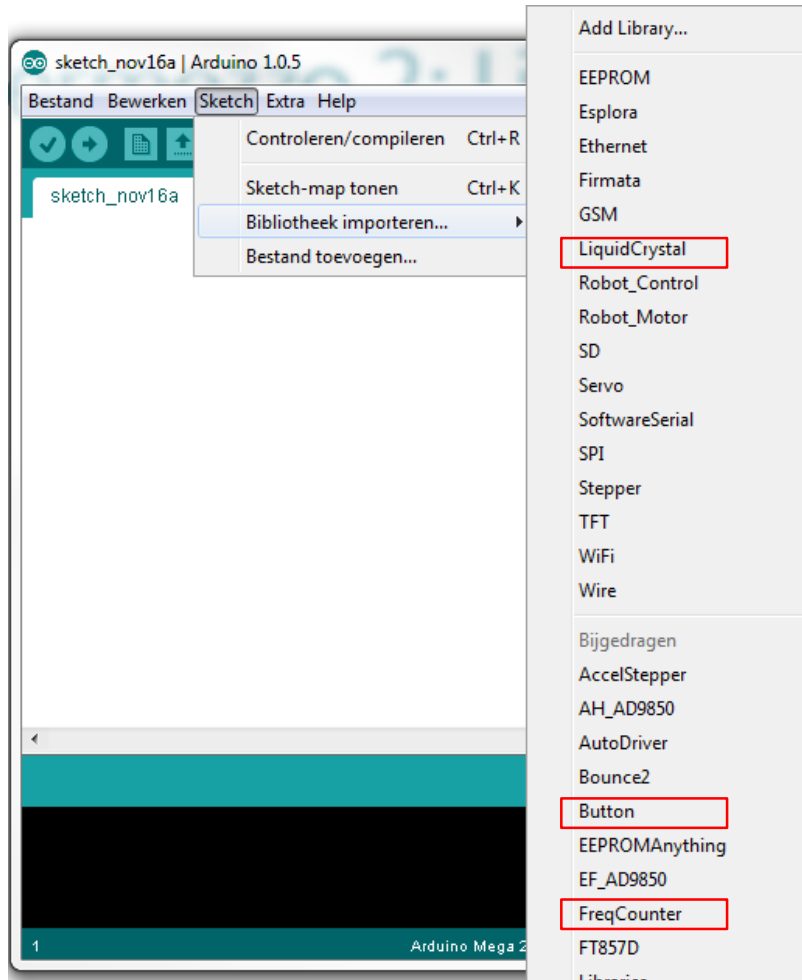 sketch_nov16a | Arduino 1.0.5
Bestand Bewerken Sketch Extra Help
Controleren/compileren Ctrl+R
Sketch-map tonen Ctrl+K
Bibliotheek importeren...
Bestand toevoegen...
sketch_nov16a
1
Arduino Mega 2
Add Library...
EEPROM
Esplora
Ethernet
Firmata
GSM
LiquidCrystal
Robot_Control
Robot_Motor
SD
Servo
SoftwareSerial
SPI
Stepper
TFT
WiFi
Wire
Bijgedragen
AccelStepper
AH_AD9850
AutoDriver
Bounce2
Button
EEPROMAnything
EF_AD9850
FreqCounter
FT857D